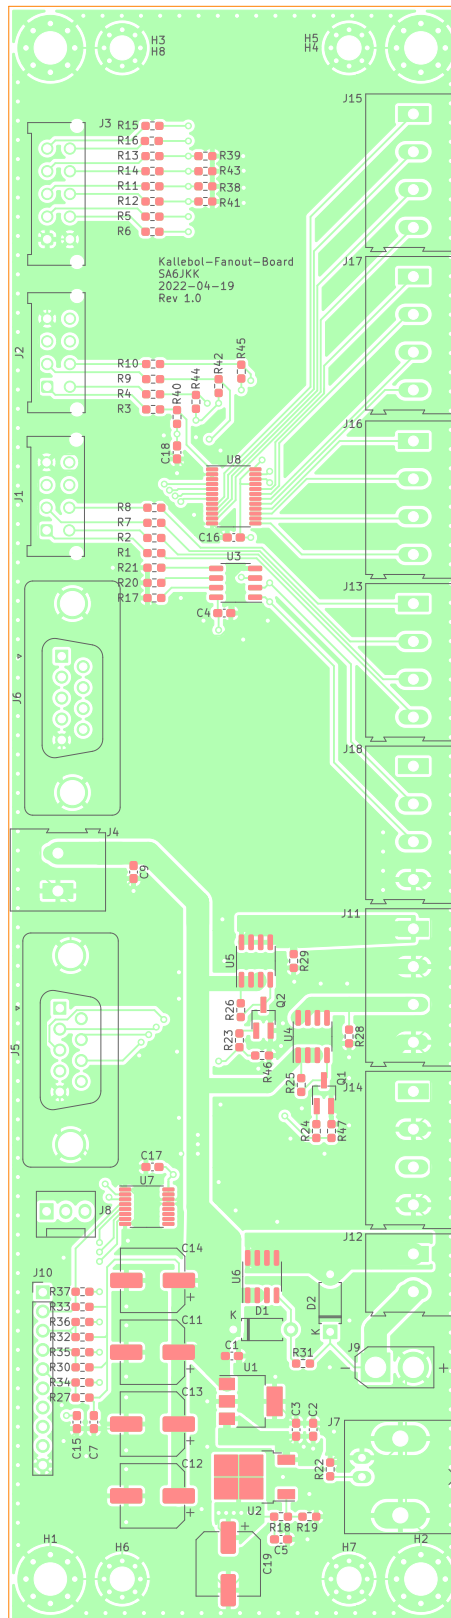 H3
H8
H5
H4
J15
J3
R15
R16
R13
R39
R14
R43
R11
R38
R12
R41
R5
R6
Kallebol-Fanout-Board
SA6JKK
2022-04-19
Rev 1.0
J17
J2
R10
R9
R4
R3
R40
R44
R42
R45
J16
C18
U8
J1
R8
R7
R2
R1
R21
R20
R17
C16
U3
C4
J13
J6
J18
J4
C9
J11
U5
R29
R26
Q2
R23
U4
R28
R46
J5
R25
Q1
J14
R24
R47
C17
U7
J8
J12
C14
U6
D2
J10
R37
R33
R36
R32
R35
R30
R34
R27
+
C11
K
D1
K
C1
R31
J9
-
+
+
C13
U1
C3
C2
J7
C15
C7
+
C12
R22
+
U2
R18
R19
+
C5
C19
H1
H6
H7
H2